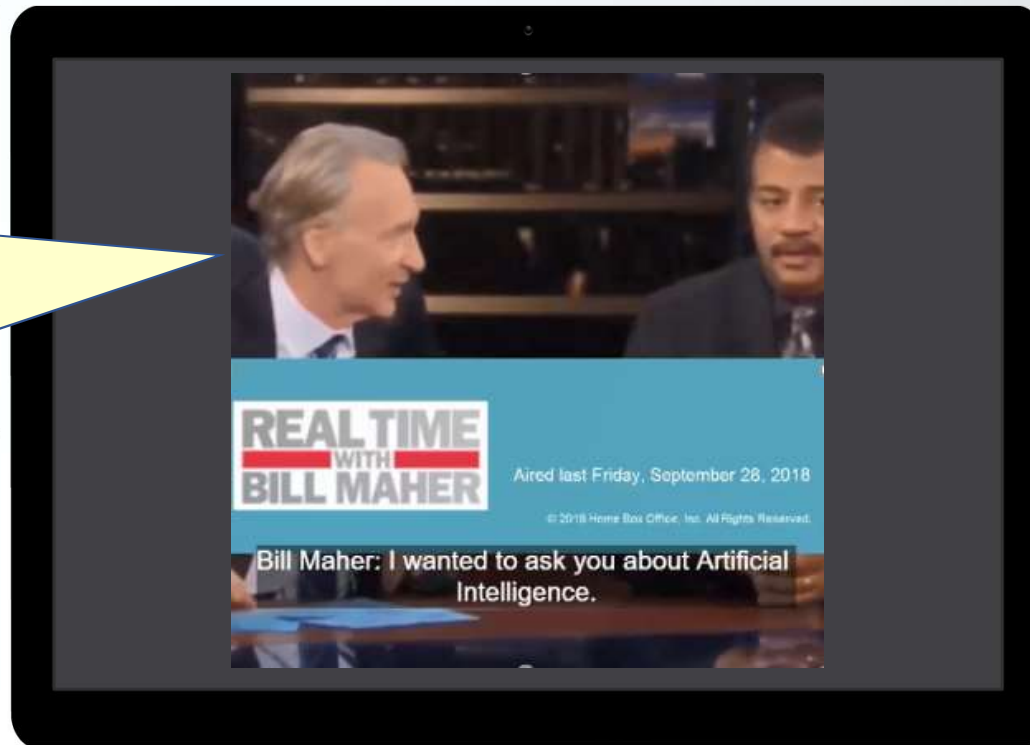 REAL TIME
WITH
BILL MAHER
Aired last Friday, September 28, 2018
© 2018 Home Box Office, Inc. All Rights Reserved.
Bill Maher: I wanted to ask you about Artificial
Intelligence.